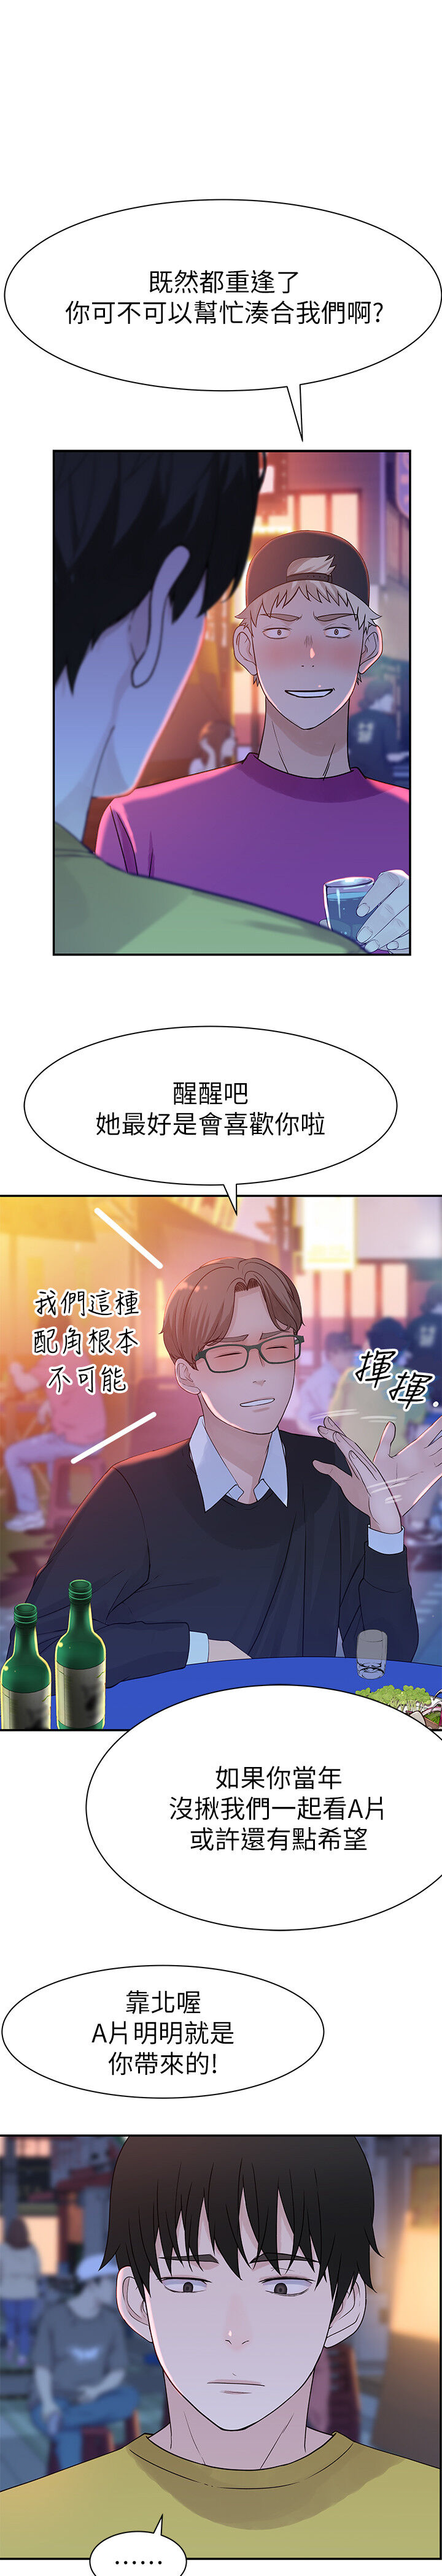 既然都重逢了
你可不可以幫忙湊合我們啊?
醒醒吧
她最好是會喜歡你啦
我們這種
配角根本
不可能
揮
揮
如果你當年
沒揪我們一起看A片
或許還有點希望
靠北喔
A片明明就是
你帶來的!
……